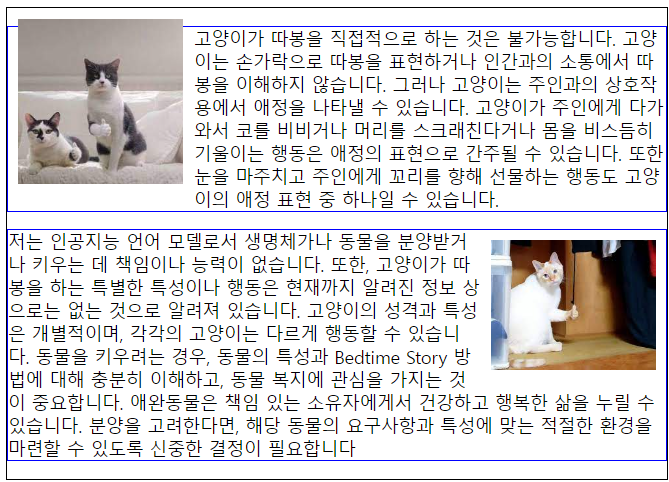 고양이가 따봉을 직접적으로 하는 것은 불가능합니다. 고양
이는 손가락으로 따봉을 표현하거나 인간과의 소통에서 따
봉을 이해하지 않습니다. 그러나 고양이는 주인과의 상호작
용에서 애정을 나타낼 수 있습니다. 고양이가 주인에게 다가
와서 코를 비비거나 머리를 스크래친다거나 몸을 비스듬히
기울이는 행동은 애정의 표현으로 간주될 수 있습니다. 또한
눈을 마주치고 주인에게 꼬리를 향해 선물하는 행동도 고양
이의 애정 표현 중 하나일 수 있습니다.
저는 인공지능 언어 모델로서 생명체가나 동물을 분양받거
나 키우는 데 책임이나 능력이 없습니다. 또한, 고양이가 따
봉을 하는 특별한 특성이나 행동은 현재까지 알려진 정보 상
으로는 없는 것으로 알려져 있습니다. 고양이의 성격과 특성
은 개별적이며, 각각의 고양이는 다르게 행동할 수 있습니
다. 동물을 키우려는 경우, 동물의 특성과 Bedtime Story 방
법에 대해 충분히 이해하고, 동물 복지에 관심을 가지는 것
이 중요합니다. 애완동물은 책임 있는 소유자에게서 건강하고 행복한 삶을 누릴 수
있습니다. 분양을 고려한다면, 해당 동물의 요구사항과 특성에 맞는 적절한 환경을
마련할 수 있도록 신중한 결정이 필요합니다